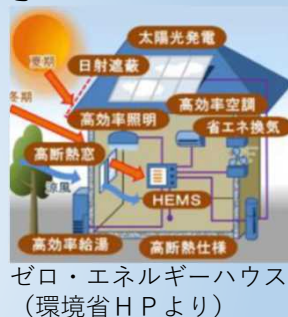 太陽光発電
夏期
日射遮蔽
冬期
高効率照明
高効率空調
省エネ換気
高断熱窓
涼風
HEMS
高効率給湯
高断熱仕様
ゼロ・エネルギーハウス
（環境省ＨＰより）